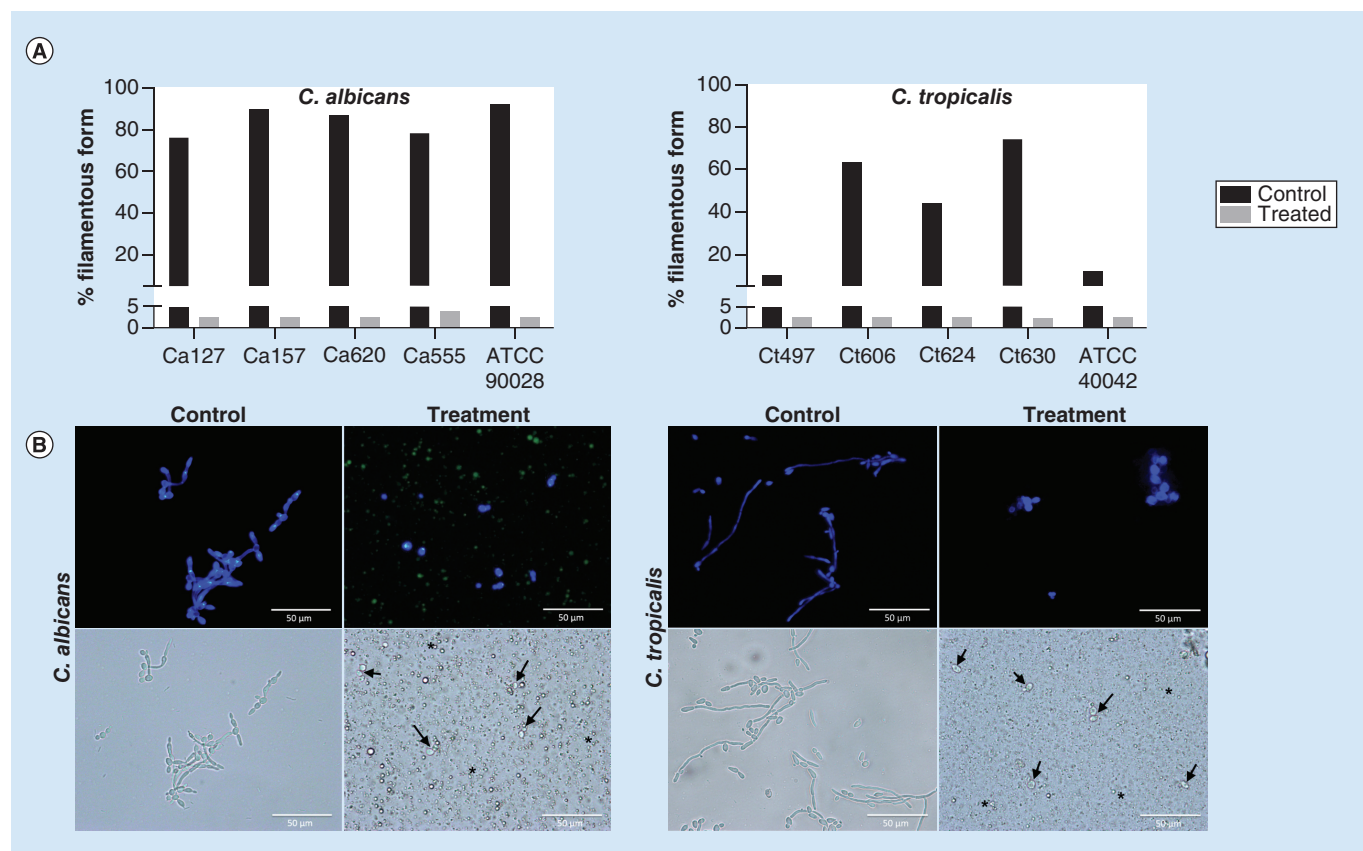 A
C. albicans
% filamentous form
100
80
60
40
20
5
0
Ca127
Ca157
Ca620
Ca555
ATCC
90028
C. tropicalis
% filamentous form
100
80
60
40
20
5
0
Ct497
Ct606
Ct624
Ct630
ATCC
40042
Control
Treated
B
Control
Treatment
C. albicans
50 µm
50 µm
50 µm
*
*
*
50 µm
Control
Treatment
C. tropicalis
50 µm
50 µm
50 µm
*
*
*
50 µm